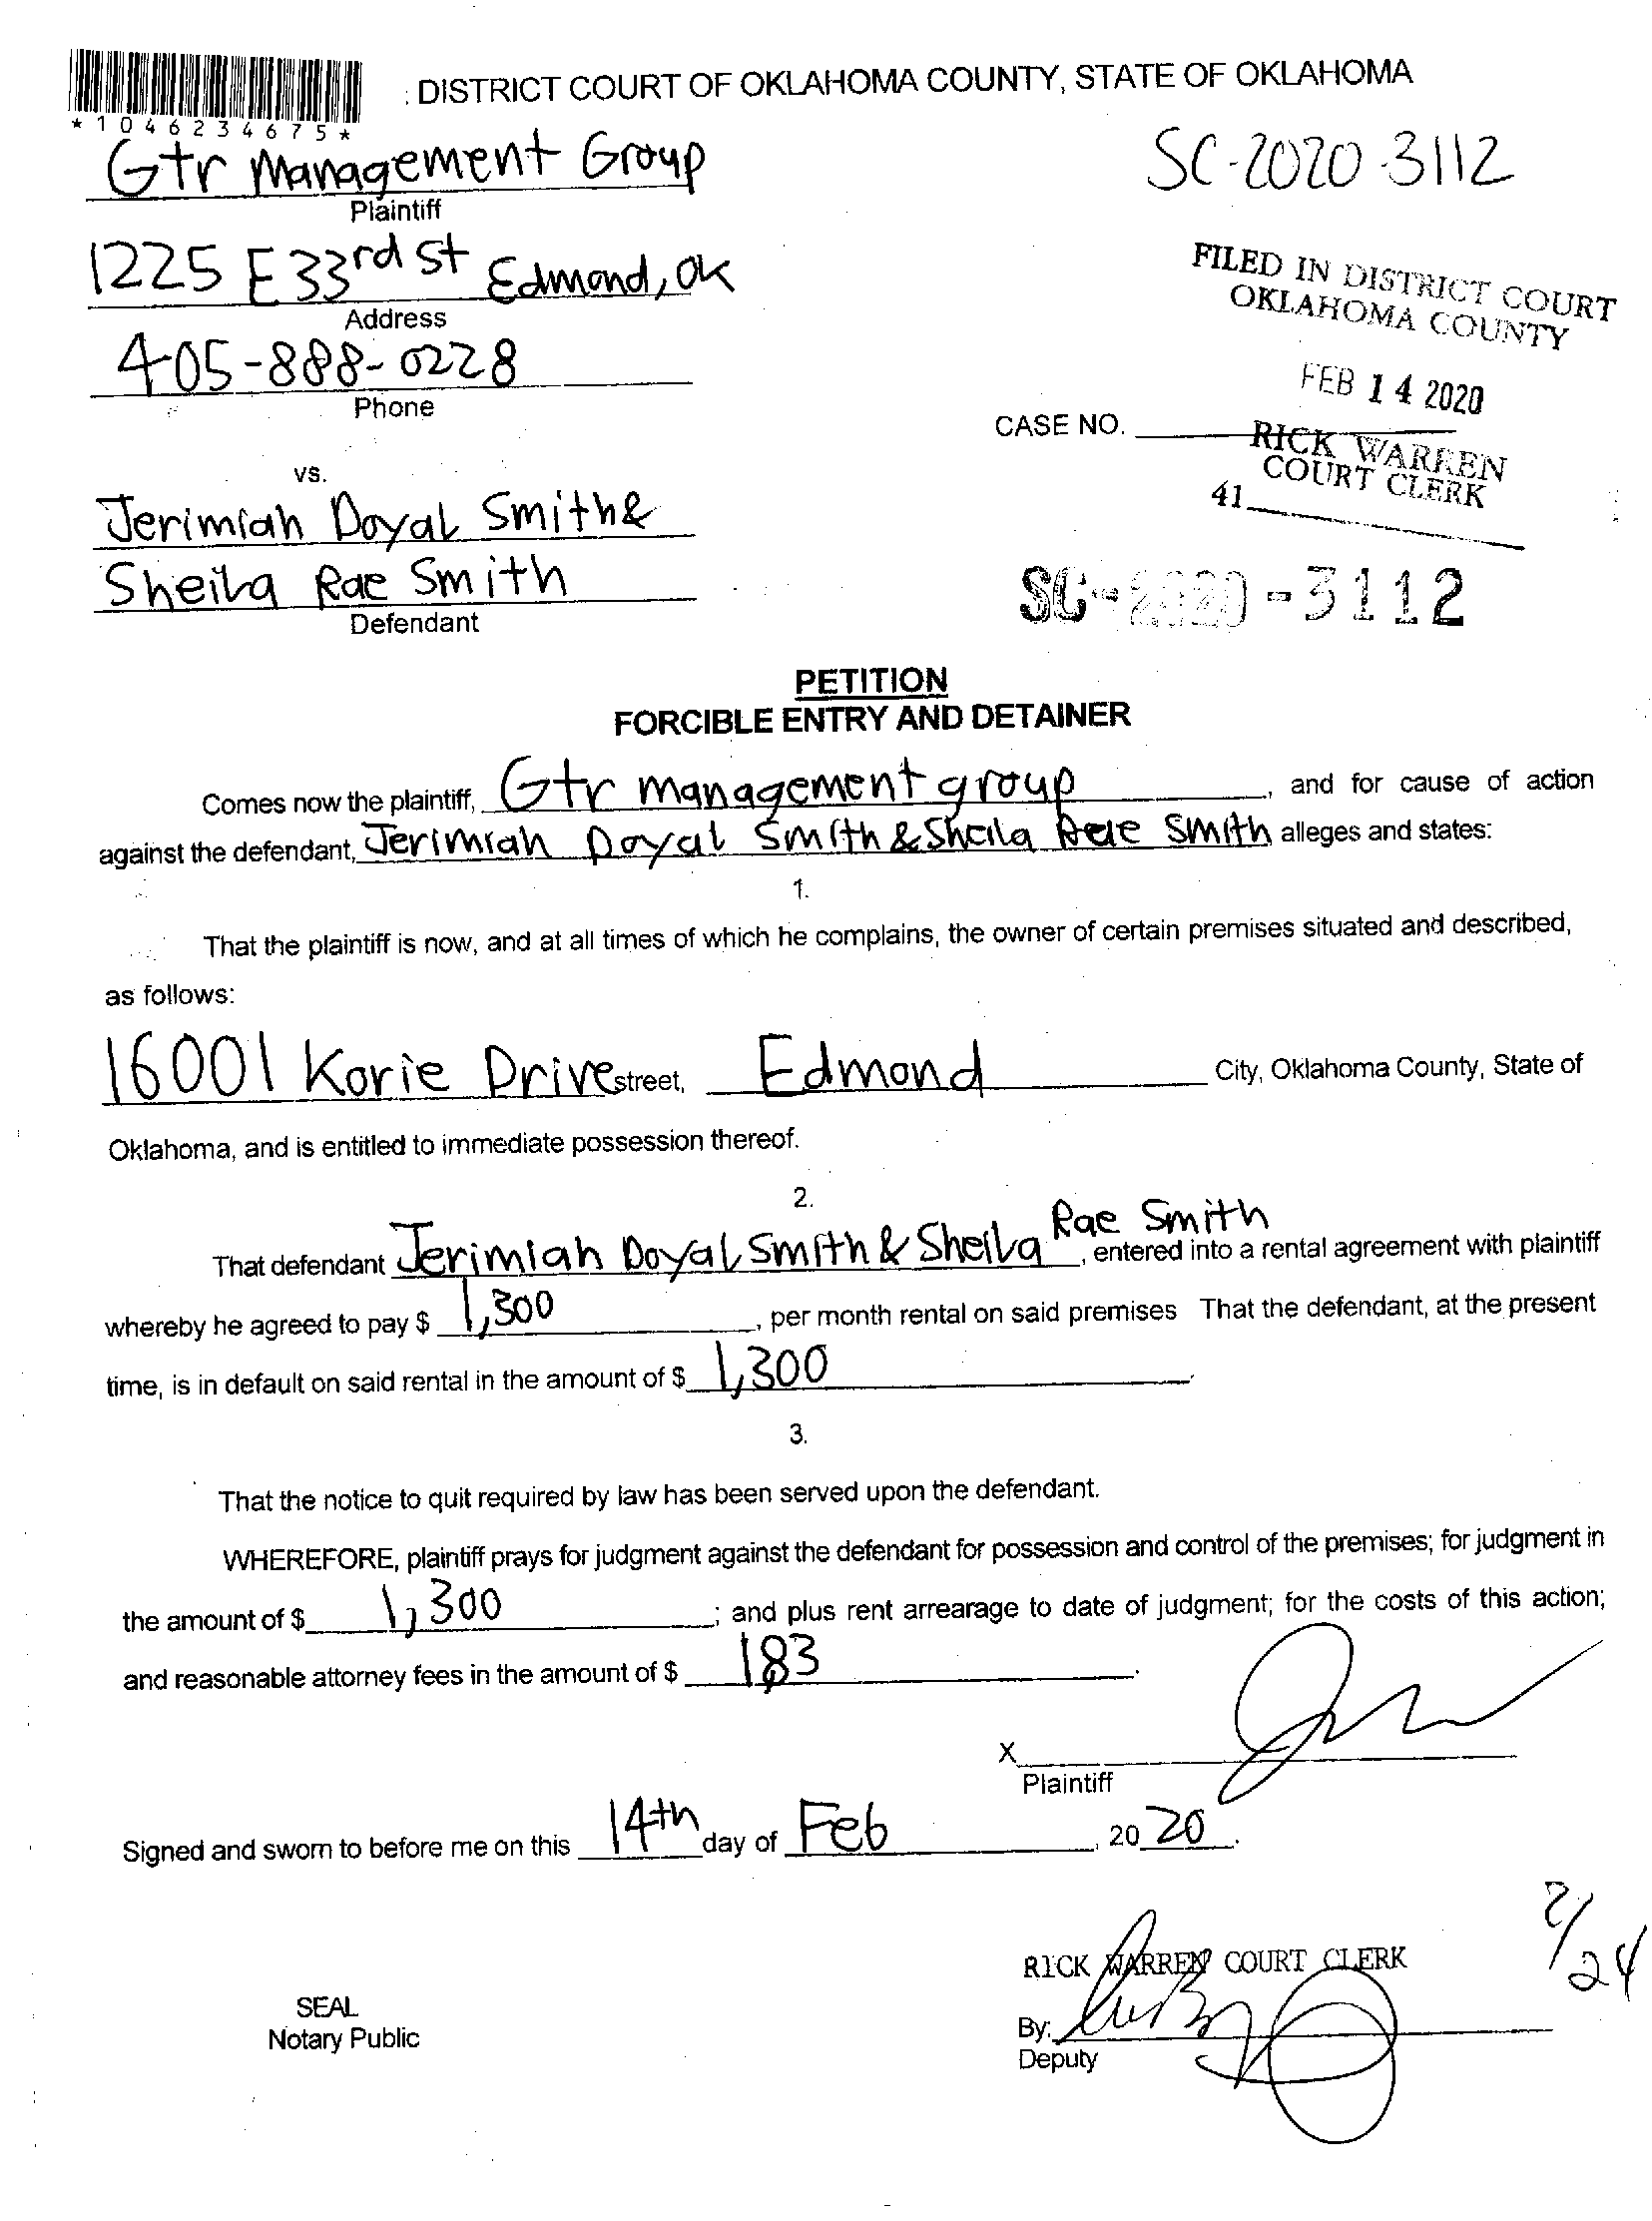 : DISTRICT COURT OF OKLAHOMA COUNTY, STATE OF OKLAHOMA
*1046234675*
Gtr Management Group
SC-2020-3112
Plaintiff
1225 E 33rd St Edmond, OK
FILED IN DISTRICT COURT
OKLAHOMA COUNTY
Address
405-888-0228
FEB 14 2020
Phone
CASE NO.
RICK WARREN
COURT CLERK
vs.
41
Jerimiah Doyal Smith &
Sheila Rae Smith
SC-2020-3112
Defendant
PETITION
FORCIBLE ENTRY AND DETAINER
Comes now the plaintiff, Gtr management group, and for cause of action
against the defendant, Jerimiah Doyal Smith & Sheila Rae Smith alleges and states:
1.
That the plaintiff is now, and at all times of which he complains, the owner of certain premises situated and described,
as follows:
16001 Korie Drive street, Edmond City, Oklahoma County, State of
Oklahoma, and is entitled to immediate possession thereof.
2.
That defendant Jerimiah Doyal Smith & Sheila Rae Smith, entered into a rental agreement with plaintiff
whereby he agreed to pay $ 1,300, per month rental on said premises That the defendant, at the present
time, is in default on said rental in the amount of $ 1,300.
3.
That the notice to quit required by law has been served upon the defendant.
WHEREFORE, plaintiff prays for judgment against the defendant for possession and control of the premises; for judgment in
the amount of $ 1,300; and plus rent arrearage to date of judgment; for the costs of this action;
and reasonable attorney fees in the amount of $ 183.
X
Plaintiff
Signed and sworn to before me on this 14th day of Feb, 2020.
2/24
RICK WARREN COURT CLERK
SEAL
Notary Public
By:
Deputy